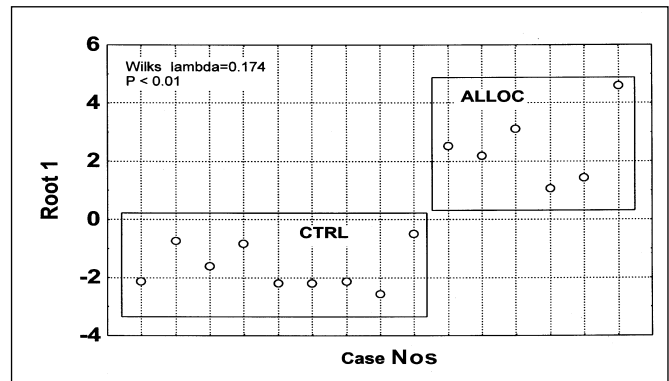 6
Wilks lambda=0.174
P < 0.01
ALLOC
4
2
Root 1
0
CTRL
-2
-4
Case Nos